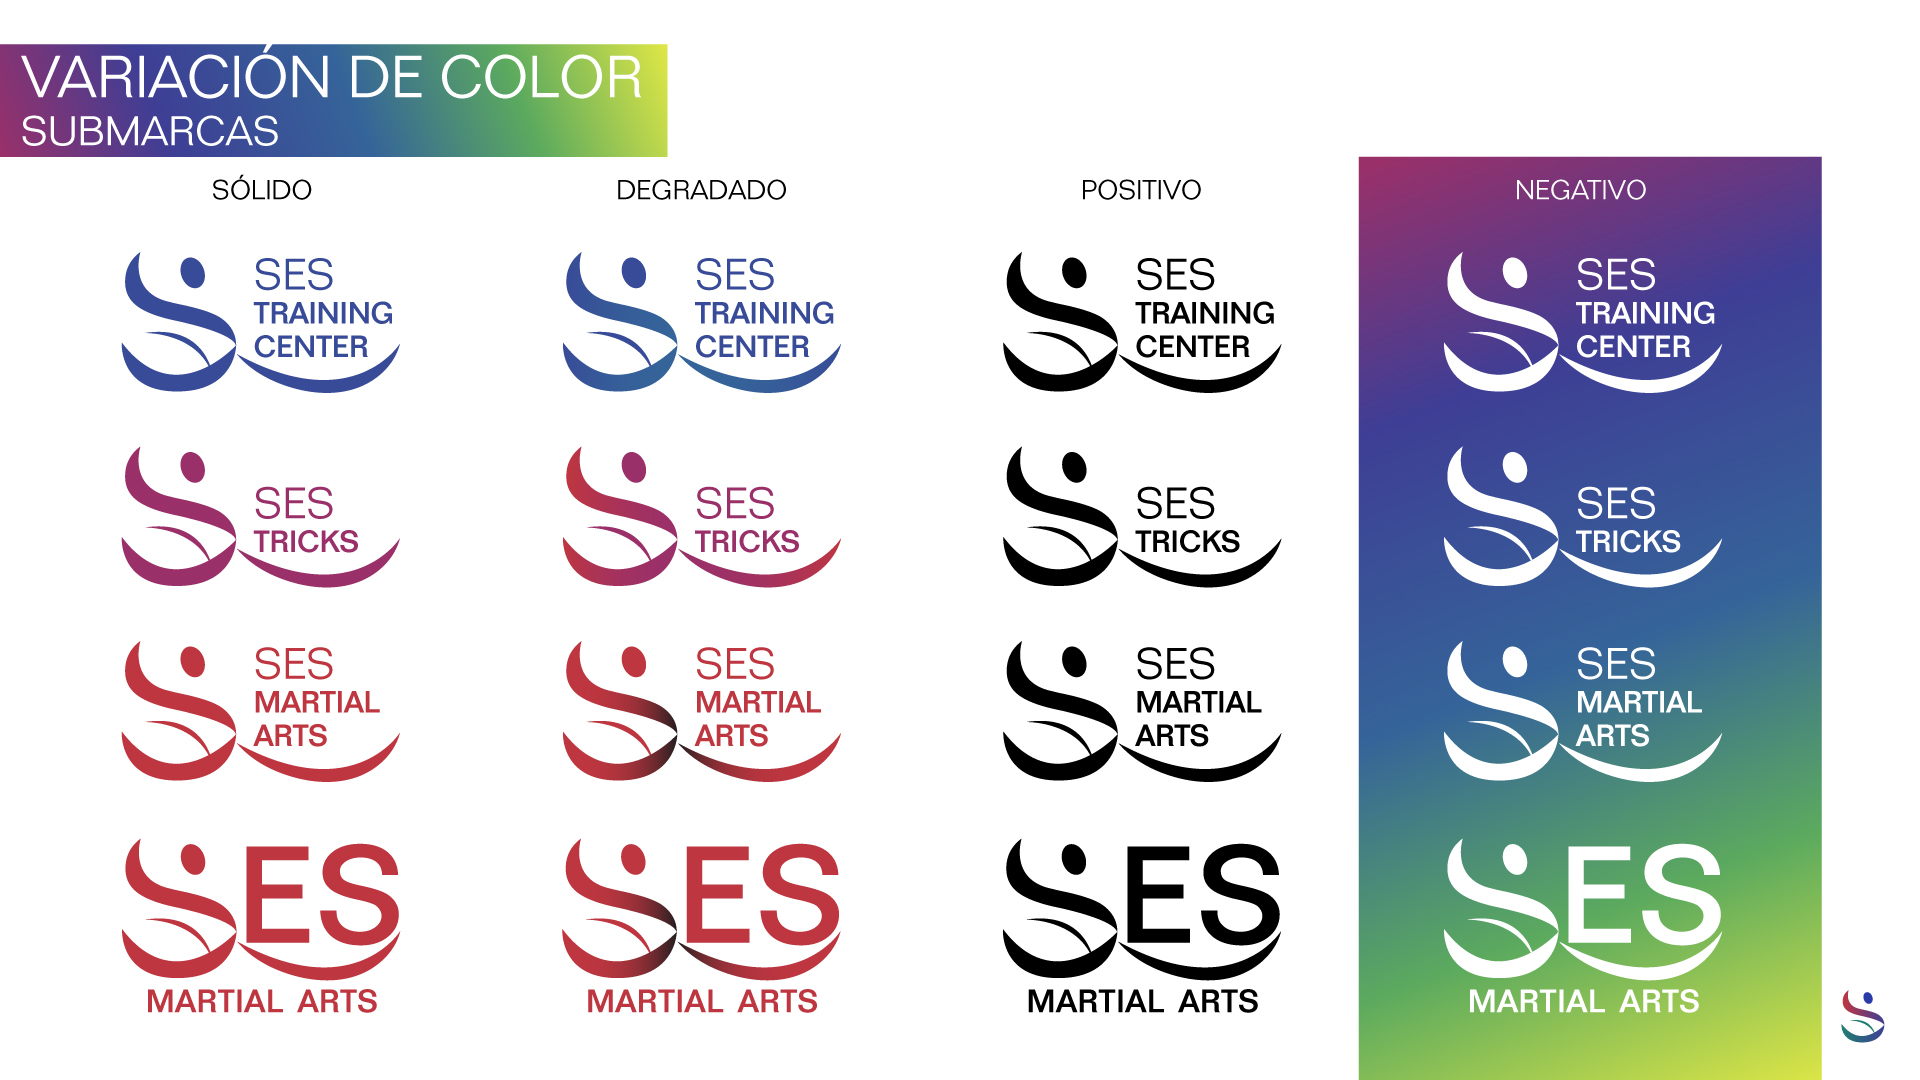 VARIACIÓN DE COLOR
SUBMARCAS
SÓLIDO
DEGRADADO
POSITIVO
NEGATIVO
SES
TRAINING
CENTER
SES
TRAINING
CENTER
SES
TRAINING
CENTER
SES
TRAINING
CENTER
SES
TRICKS
SES
TRICKS
SES
TRICKS
SES
TRICKS
SES
MARTIAL
ARTS
SES
MARTIAL
ARTS
SES
MARTIAL
ARTS
SES
MARTIAL
ARTS
SES
MARTIAL ARTS
SES
MARTIAL ARTS
SES
MARTIAL ARTS
SES
MARTIAL ARTS